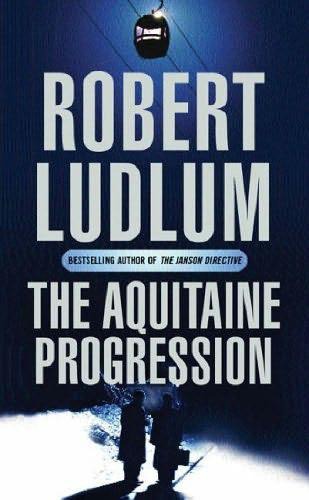 ROBERT
LUDLUM
BESTSELLING AUTHOR OF THE JANSON DIRECTIVE
THE AQUITAINE
PROGRESSION